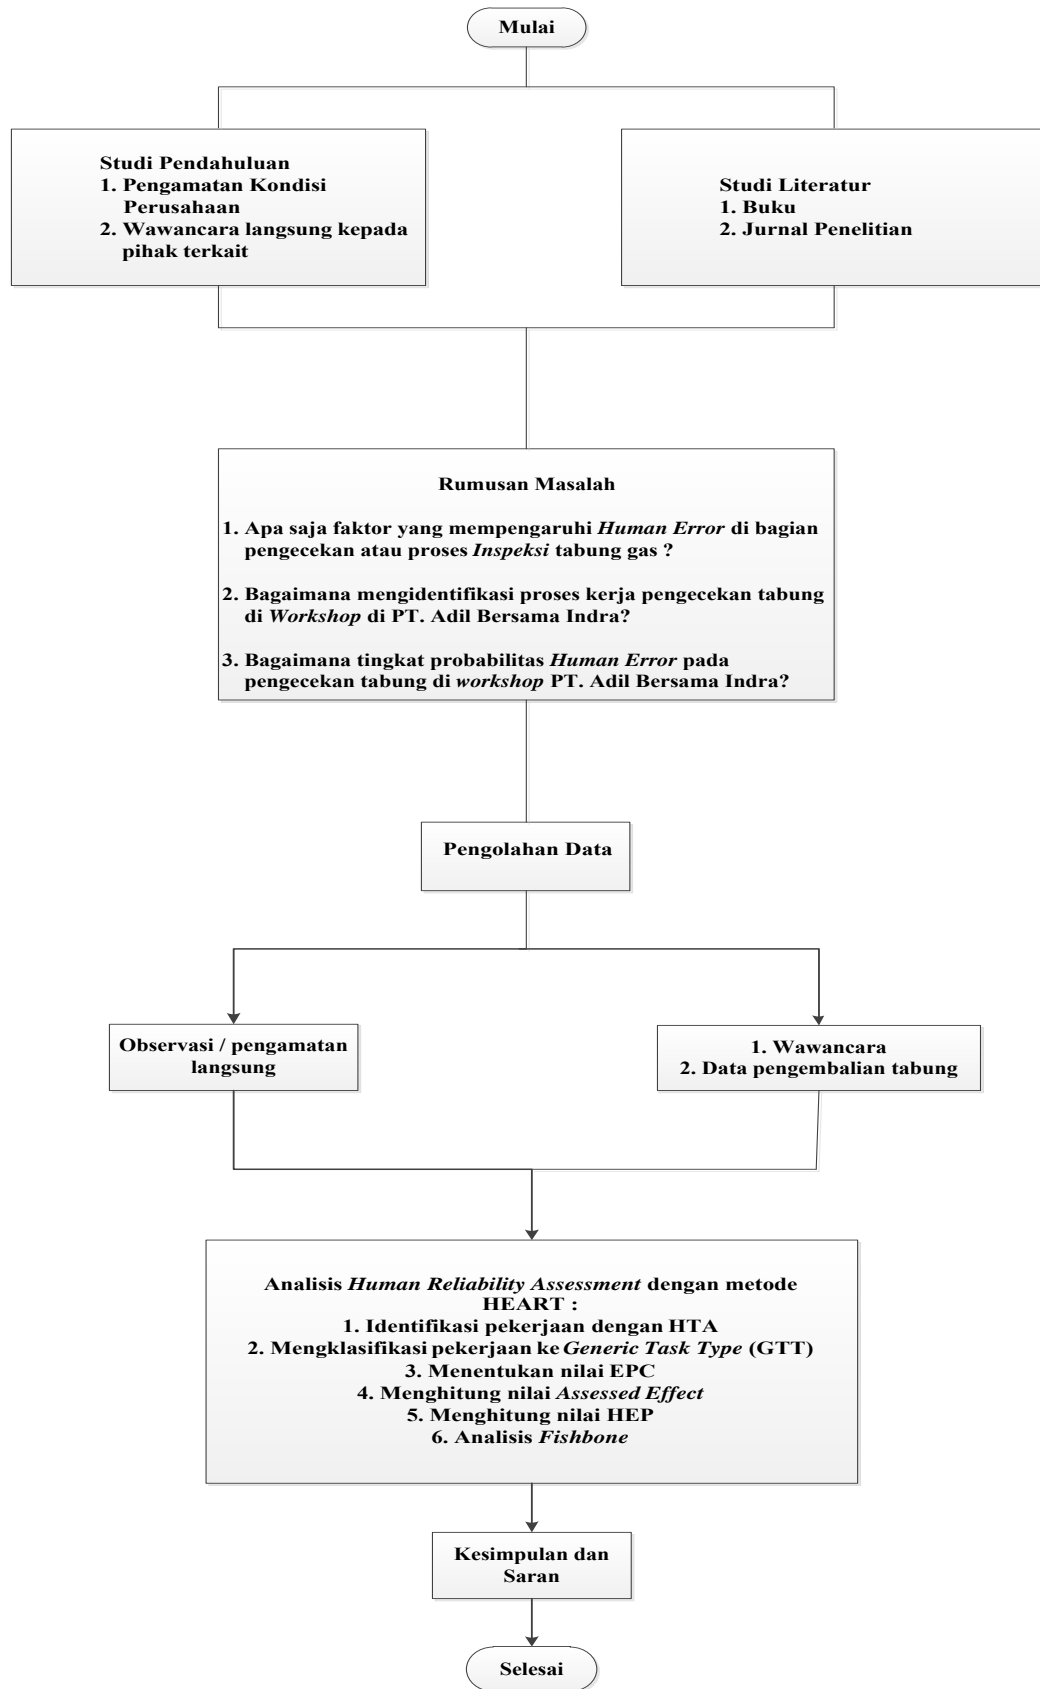 Mulai
Studi Pendahuluan
1. Pengamatan Kondisi
Perusahaan
2. Wawancara langsung kepada
pihak terkait
Studi Literatur
1. Buku
2. Jurnal Penelitian
Rumusan Masalah
1. Apa saja faktor yang mempengaruhi Human Error di bagian
pengecekan atau proses Inspeksi tabung gas ?
2. Bagaimana mengidentifikasi proses kerja pengecekan tabung
di Workshop di PT. Adil Bersama Indra?
3. Bagaimana tingkat probabilitas Human Error pada
pengecekan tabung di workshop PT. Adil Bersama Indra?
Pengolahan Data
Observasi / pengamatan
langsung
1. Wawancara
2. Data pengembalian tabung
Analisis Human Reliability Assessment dengan metode
HEART :
1. Identifikasi pekerjaan dengan HTA
2. Mengklasifikasi pekerjaan ke Generic Task Type (GTT)
3. Menentukan nilai EPC
4. Menghitung nilai Assessed Effect
5. Menghitung nilai HEP
6. Analisis Fishbone
Kesimpulan dan
Saran
Selesai